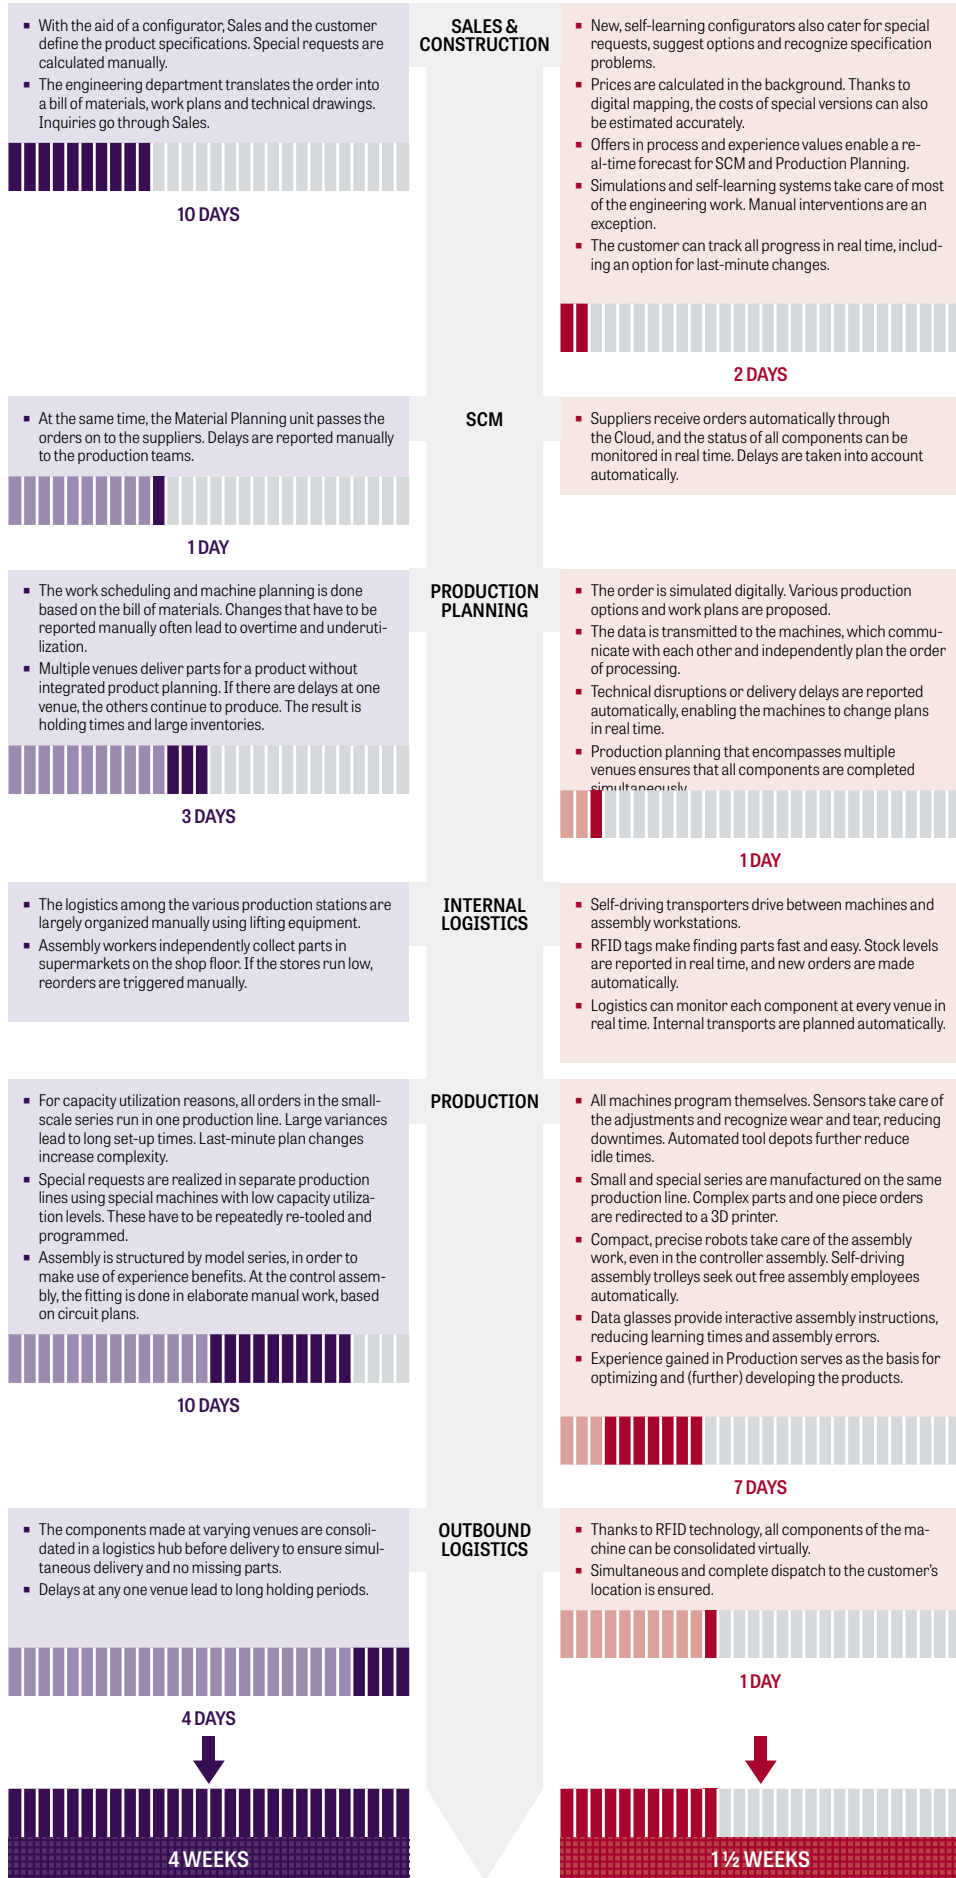 SALES &
CONSTRUCTION
▪ With the aid of a configurator, Sales and the customer
define the product specifications. Special requests are
calculated manually.
▪ The engineering department translates the order into
a bill of materials, work plans and technical drawings.
Inquiries go through Sales.
10 DAYS
▪ New, self-learning configurators also cater for special
requests, suggest options and recognize specification
problems.
▪ Prices are calculated in the background. Thanks to
digital mapping, the costs of special versions can also
be estimated accurately.
▪ Offers in process and experience values enable a re-
al-time forecast for SCM and Production Planning.
▪ Simulations and self-learning systems take care of most
of the engineering work. Manual interventions are an
exception.
▪ The customer can track all progress in real time, includ-
ing an option for last-minute changes.
2 DAYS
SCM
▪ At the same time, the Material Planning unit passes the
orders on to the suppliers. Delays are reported manually
to the production teams.
1 DAY
▪ Suppliers receive orders automatically through
the Cloud, and the status of all components can be
monitored in real time. Delays are taken into account
automatically.
PRODUCTION
PLANNING
▪ The work scheduling and machine planning is done
based on the bill of materials. Changes that have to be
reported manually often lead to overtime and underuti-
lization.
▪ Multiple venues deliver parts for a product without
integrated product planning. If there are delays at one
venue, the others continue to produce. The result is
holding times and large inventories.
3 DAYS
▪ The order is simulated digitally. Various production
options and work plans are proposed.
▪ The data is transmitted to the machines, which commu-
nicate with each other and independently plan the order
of processing.
▪ Technical disruptions or delivery delays are reported
automatically, enabling the machines to change plans
in real time.
▪ Production planning that encompasses multiple
venues ensures that all components are completed
simultaneously.
1 DAY
INTERNAL
LOGISTICS
▪ The logistics among the various production stations are
largely organized manually using lifting equipment.
▪ Assembly workers independently collect parts in
supermarkets on the shop floor. If the stores run low,
reorders are triggered manually.
▪ Self-driving transporters drive between machines and
assembly workstations.
▪ RFID tags make finding parts fast and easy. Stock levels
are reported in real time, and new orders are made
automatically.
▪ Logistics can monitor each component at every venue in
real time. Internal transports are planned automatically.
PRODUCTION
▪ For capacity utilization reasons, all orders in the small-
scale series run in one production line. Large variances
lead to long set-up times. Last-minute plan changes
increase complexity.
▪ Special requests are realized in separate production
lines using special machines with low capacity utiliza-
tion levels. These have to be repeatedly re-tooled and
programmed.
▪ Assembly is structured by model series, in order to
make use of experience benefits. At the control assem-
bly, the fitting is done in elaborate manual work, based
on circuit plans.
10 DAYS
▪ All machines program themselves. Sensors take care of
the adjustments and recognize wear and tear, reducing
downtimes. Automated tool depots further reduce
idle times.
▪ Small and special series are manufactured on the same
production line. Complex parts and one piece orders
are redirected to a 3D printer.
▪ Compact, precise robots take care of the assembly
work, even in the controller assembly. Self-driving
assembly trolleys seek out free assembly employees
automatically.
▪ Data glasses provide interactive assembly instructions,
reducing learning times and assembly errors.
▪ Experience gained in Production serves as the basis for
optimizing and (further) developing the products.
7 DAYS
OUTBOUND
LOGISTICS
▪ The components made at varying venues are consoli-
dated in a logistics hub before delivery to ensure simul-
taneous delivery and no missing parts.
▪ Delays at any one venue lead to long holding periods.
4 DAYS
▪ Thanks to RFID technology, all components of the ma-
chine can be consolidated virtually.
▪ Simultaneous and complete dispatch to the customer's
location is ensured.
1 DAY
4 WEEKS
1 ½ WEEKS